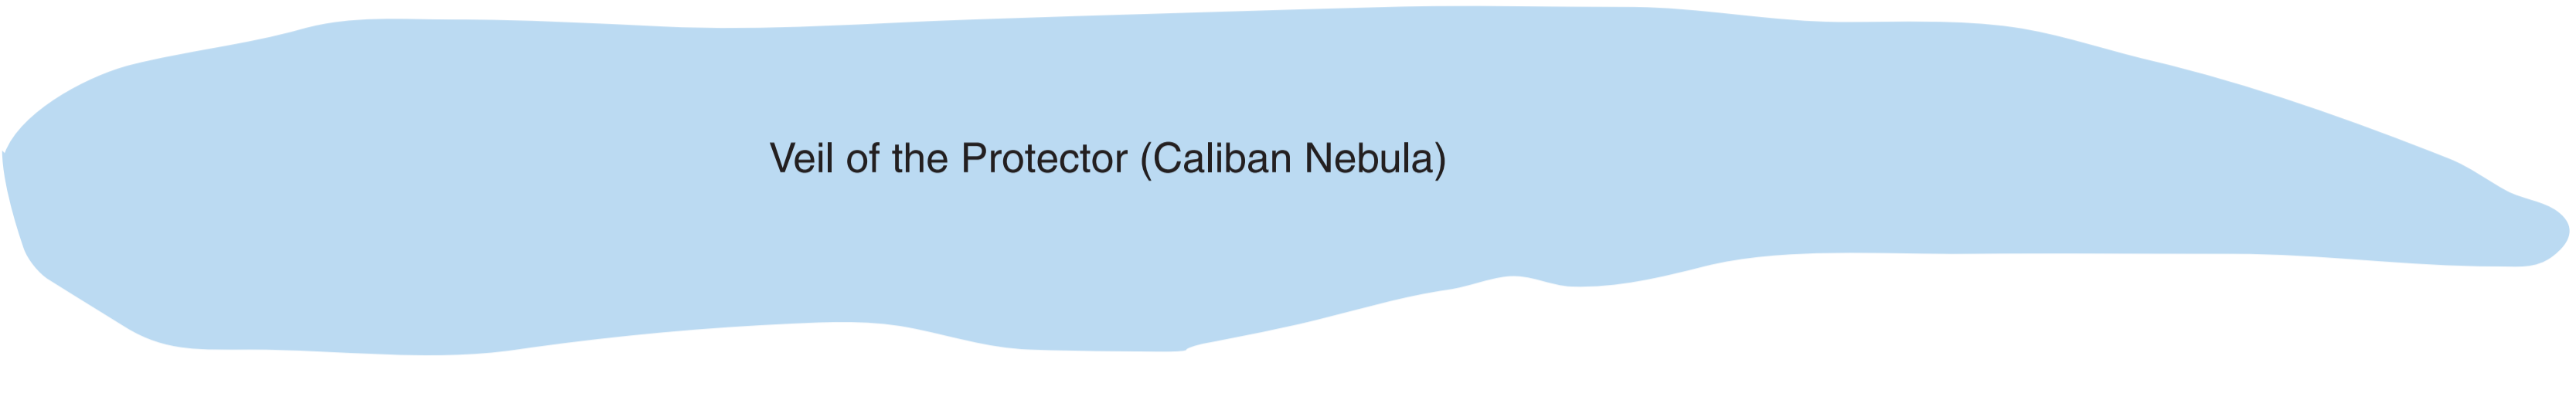 Veil of the Protector (Caliban Nebula)